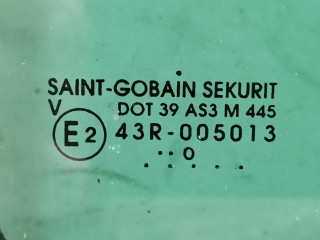 SAINT-GOBAIN SEKURIT
V DOT 39 AS3 M 445
E2 43R-005013
.. 0
. . . . .